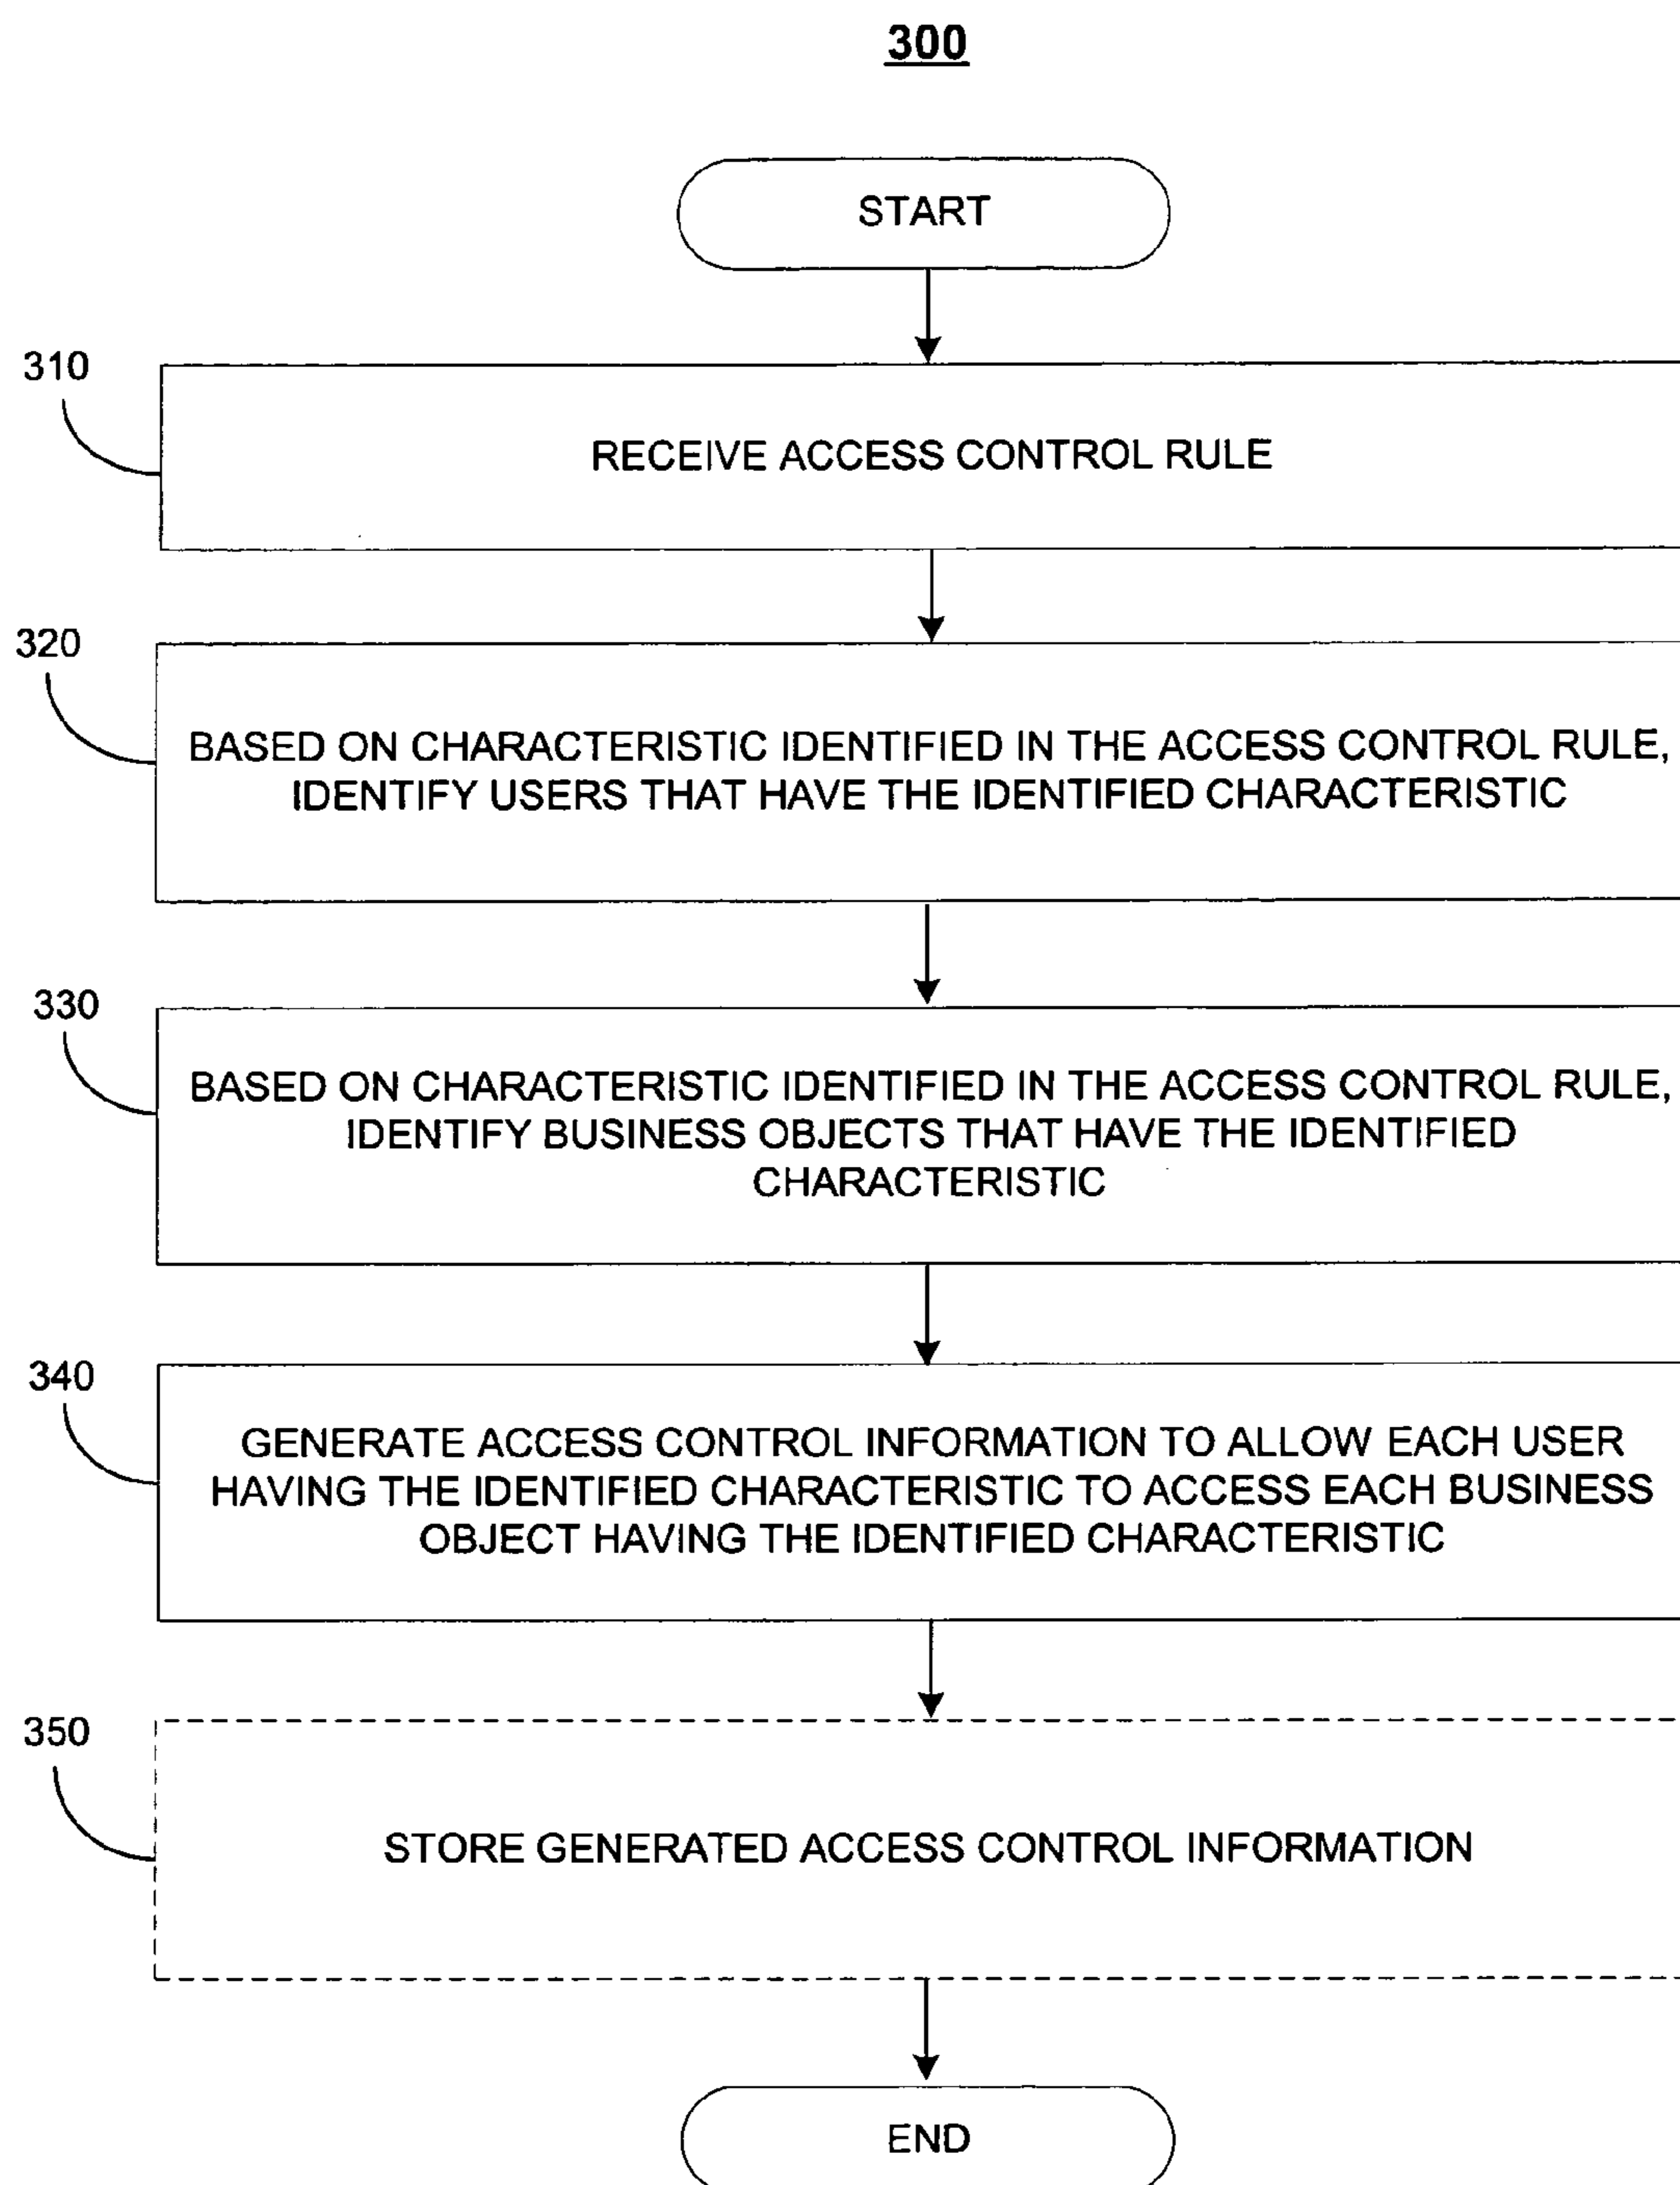 300
START
310
RECEIVE ACCESS CONTROL RULE
320
BASED ON CHARACTERISTIC IDENTIFIED IN THE ACCESS CONTROL RULE,
IDENTIFY USERS THAT HAVE THE IDENTIFIED CHARACTERISTIC
330
BASED ON CHARACTERISTIC IDENTIFIED IN THE ACCESS CONTROL RULE,
IDENTIFY BUSINESS OBJECTS THAT HAVE THE IDENTIFIED
CHARACTERISTIC
340
GENERATE ACCESS CONTROL INFORMATION TO ALLOW EACH USER
HAVING THE IDENTIFIED CHARACTERISTIC TO ACCESS EACH BUSINESS
OBJECT HAVING THE IDENTIFIED CHARACTERISTIC
350
STORE GENERATED ACCESS CONTROL INFORMATION
END